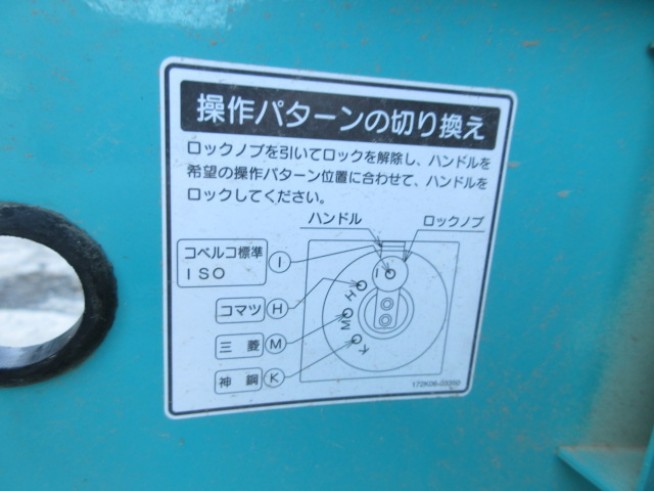 操作パターンの切り換え
ロックノブを引いてロックを解除し、ハンドルを
希望の操作パターン位置に合わせて、ハンドルを
ロックしてください。
ハンドル ロックノブ
コベルコ標準
ISO
I
I
コマツ H
H
三菱 M
M
神鋼 K
K